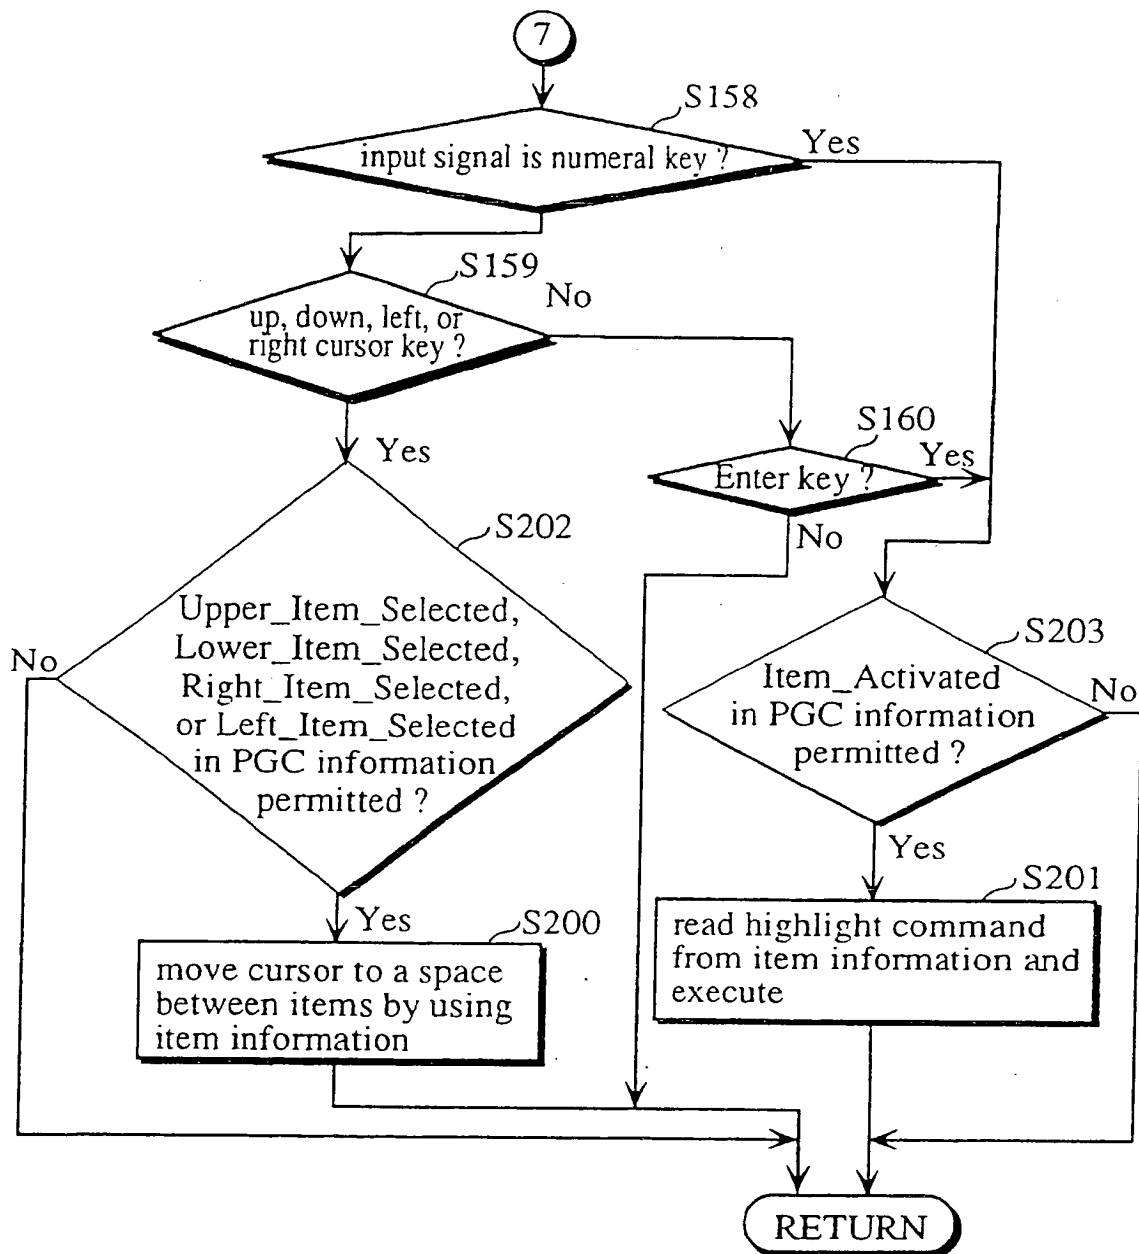 7
S158
input signal is numeral key ?
Yes
S159
No
up, down, left, or
right cursor key ?
Yes
S160
Enter key ?
Yes
No
S202
Upper_Item_Selected,
Lower_Item_Selected,
Right_Item_Selected,
or Left_Item_Selected
in PGC information
permitted ?
No
S203
Item_Activated
in PGC information
permitted ?
No
Yes
Yes
S200
move cursor to a space
between items by using
item information
S201
read highlight command
from item information and
execute
RETURN